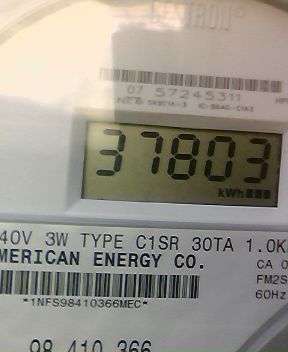 07 57245311
37803
kWh
40V 3W TYPE C1SR 30TA 1.0K
MERICAN ENERGY CO.
CA 0
FM2S
60Hz
*1NFS98410366MEC*
98 410 366